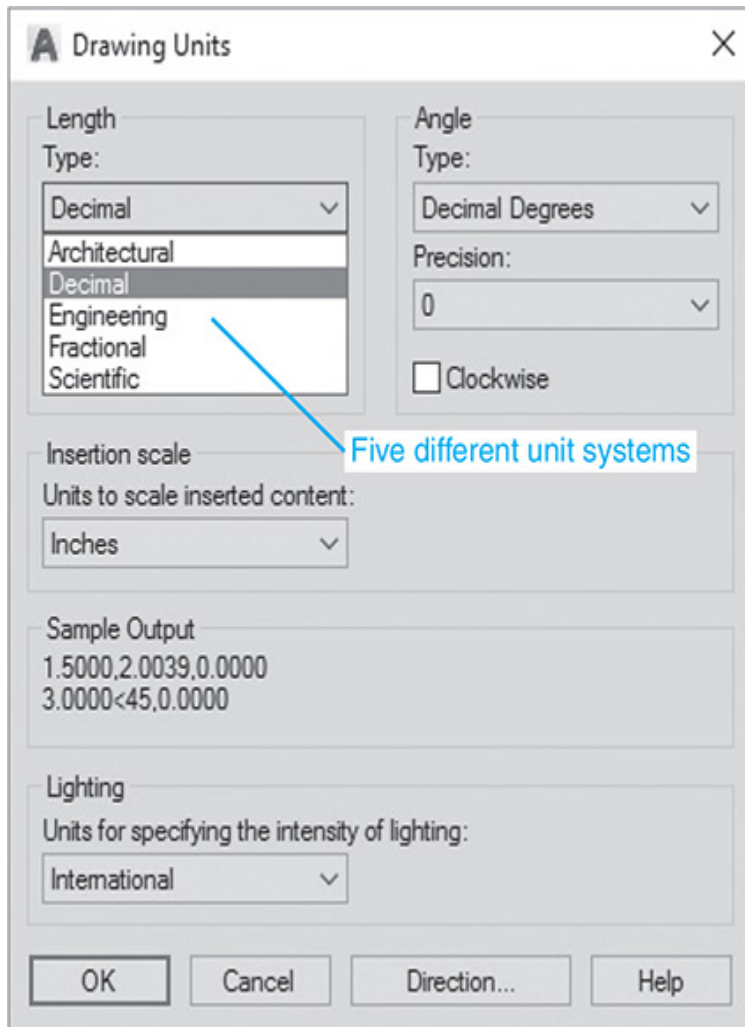 Drawing Units
Length
Type:
Decimal
Architectural
Decimal
Engineering
Fractional
Scientific
Angle
Type:
Decimal Degrees
Precision:
0
Clockwise
Five different unit systems
Insertion scale
Units to scale inserted content:
Inches
Sample Output
1.5000,2.0039,0.0000
3.0000<45,0.0000
Lighting
Units for specifying the intensity of lighting:
International
OK
Cancel
Direction...
Help